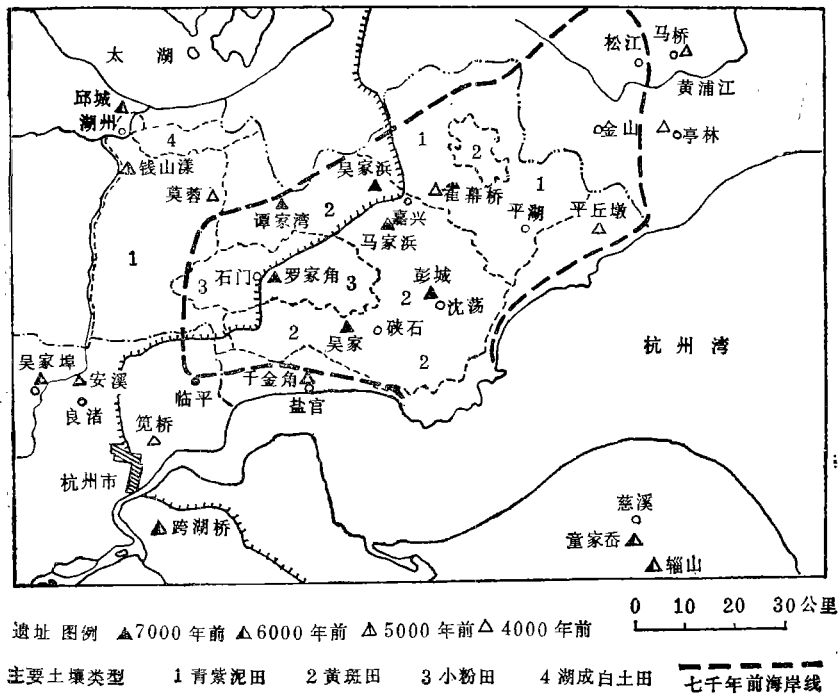 太 湖
松江
马桥
黄浦江
邱城
湖州
4
1
2
金山
亭林
钱山漾
吴家浜
莫蓉
崔幕桥
1
谭家湾
2
嘉兴
平湖
平丘墩
马家浜
1
石门
罗家角
3
3
彭城
2
沈荡
2
吴家
硖石
2
杭州湾
吴家埠
安溪
临平
千金角
盐官
良渚
笕桥
杭州市
跨湖桥
慈溪
童家岙
辎山
0 10 20 30 公里
遗址 图例 7000 年前 6000 年前 5000 年前 4000 年前
主要土壤类型 1 青紫泥田 2 黄斑田 3 小粉田 4 湖成白土田 七千年前海岸线